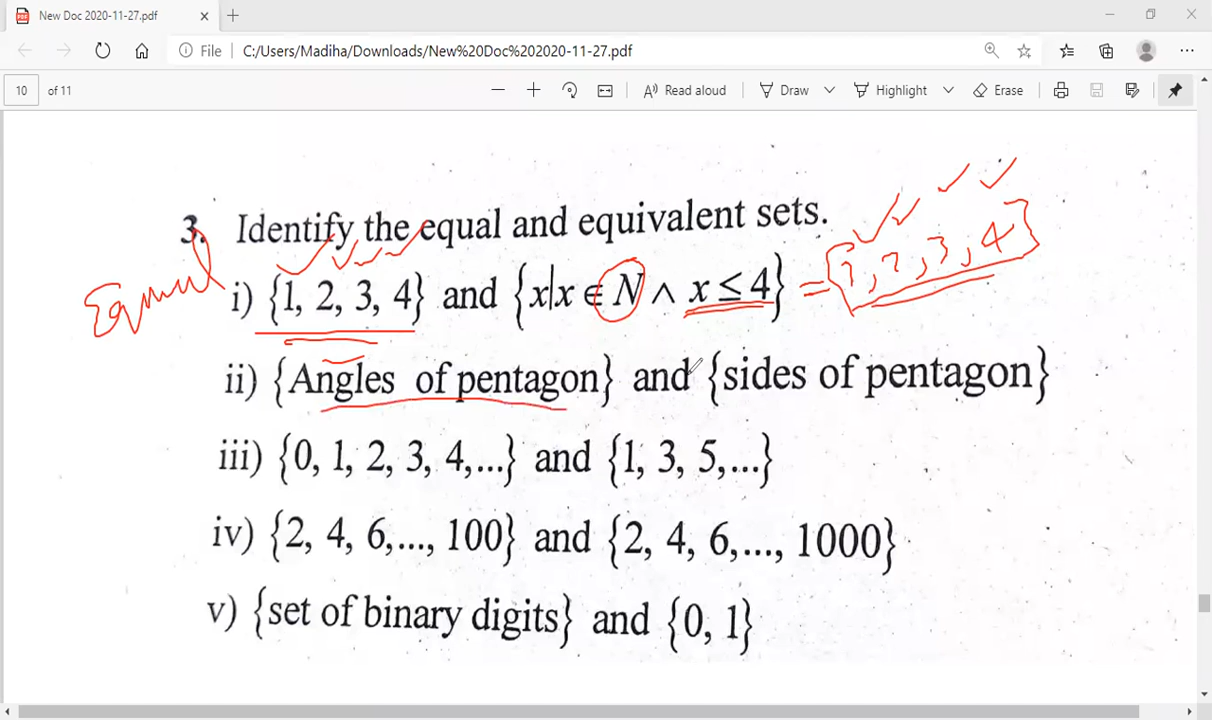 New Doc 2020-11-27.pdf
File C:/Users/Madiha/Downloads/New%20Doc%202020-11-27.pdf
10 of 11 Read aloud Draw Highlight Erase
3. Identify the equal and equivalent sets.
Equal i) {1, 2, 3, 4} and {x|x ∈ N ∧ x ≤ 4} = {1, 2, 3, 4}
ii) {Angles of pentagon} and {sides of pentagon}
iii) {0, 1, 2, 3, 4,...} and {1, 3, 5,...}
iv) {2, 4, 6,..., 100} and {2, 4, 6,..., 1000}
v) {set of binary digits} and {0, 1}